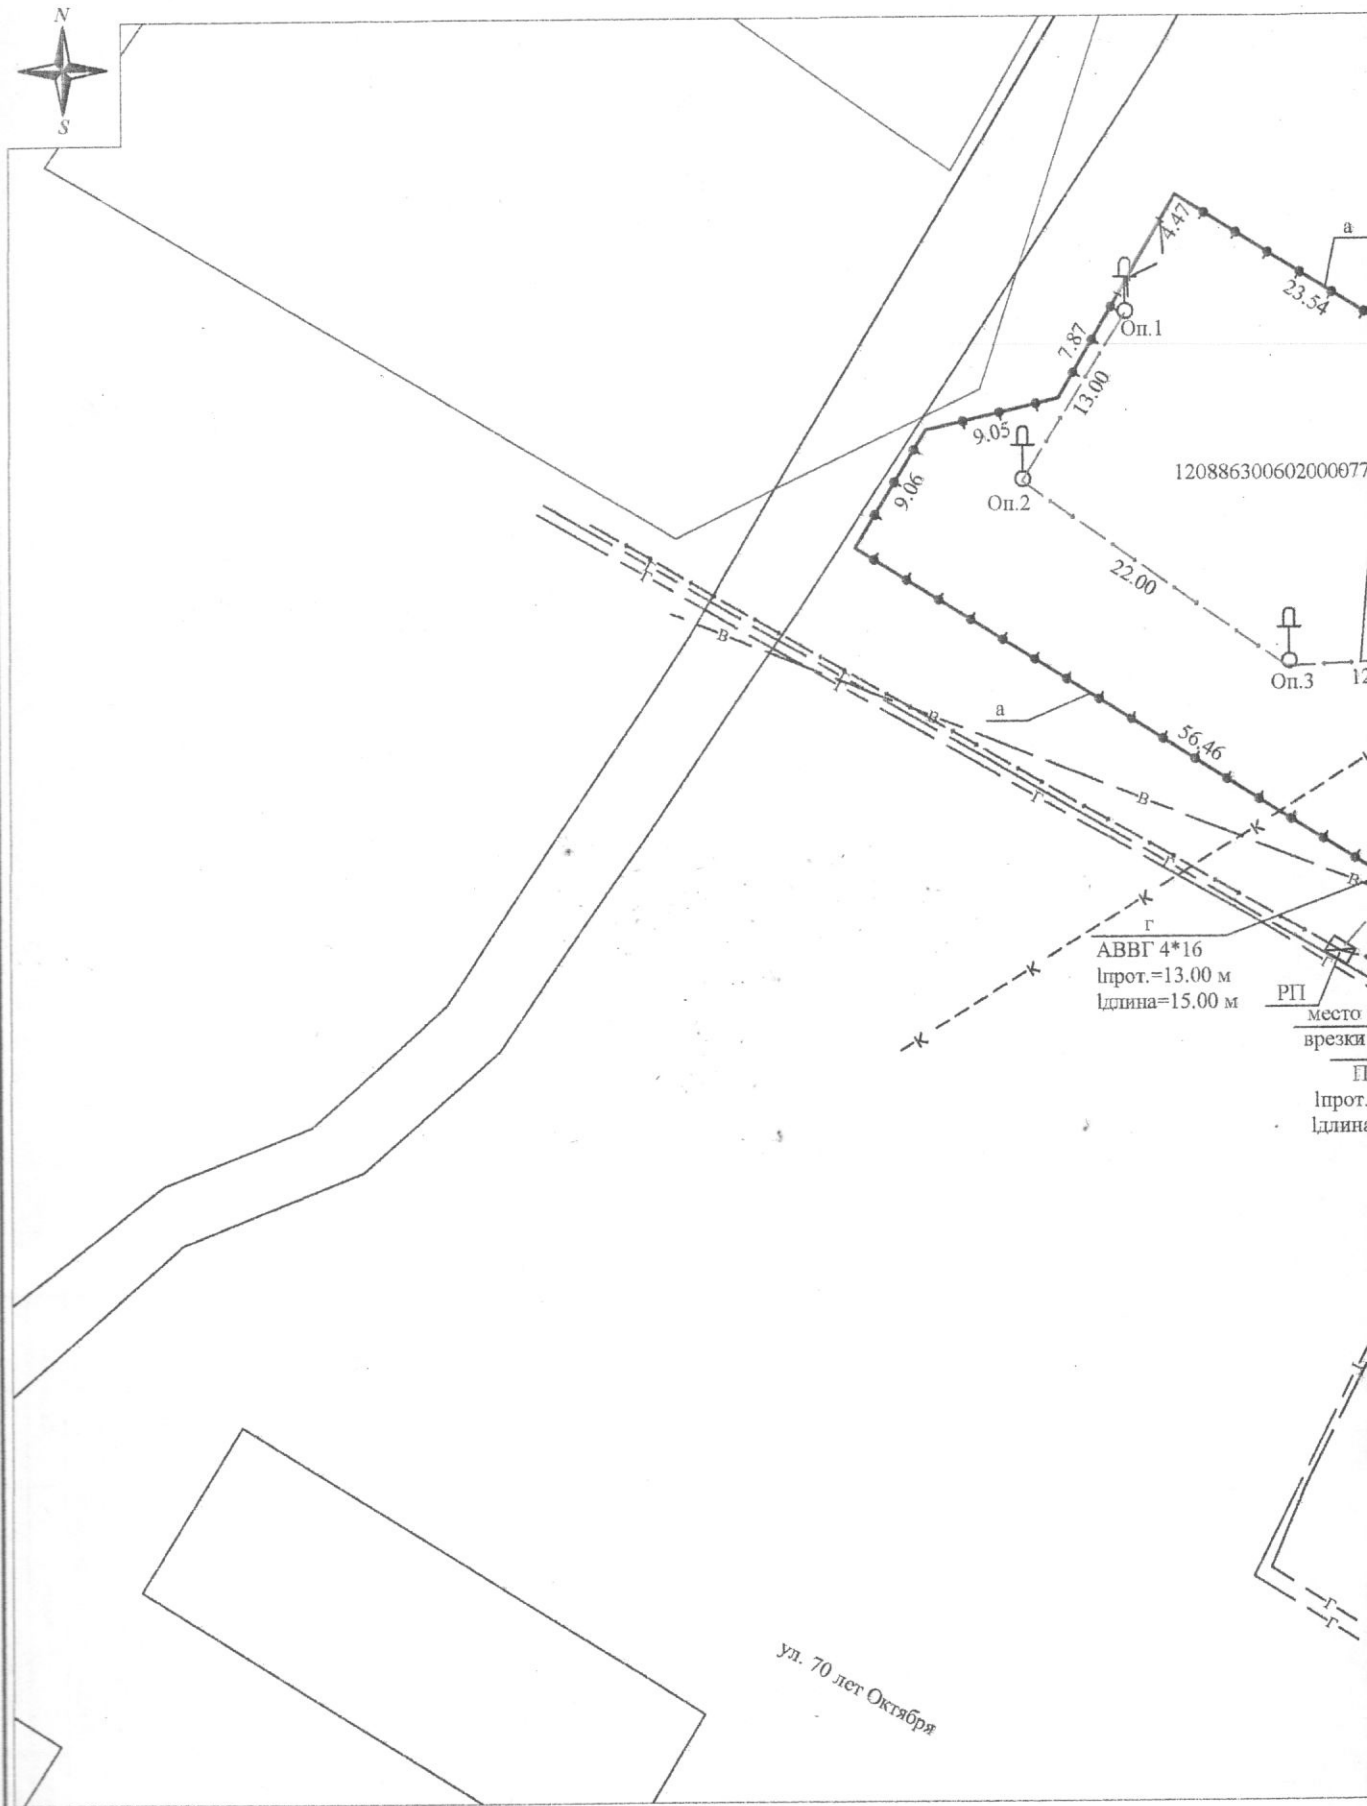 N
S
4.47
a
23.54
Оп.1
7.87
13.00
9.05
9.06
Оп.2
120886300602000077
22.00
Оп.3
12
a
56.46
Г
Г
Г
Г
Г
Г
В
В
В
В
К
К
К
К
Г
АВВГ 4*16
lпрот.=13.00 м
lдлина=15.00 м
РП
место
врезки
П
lпрот.
lдлина
Г
Г
ул. 70 лет Октября